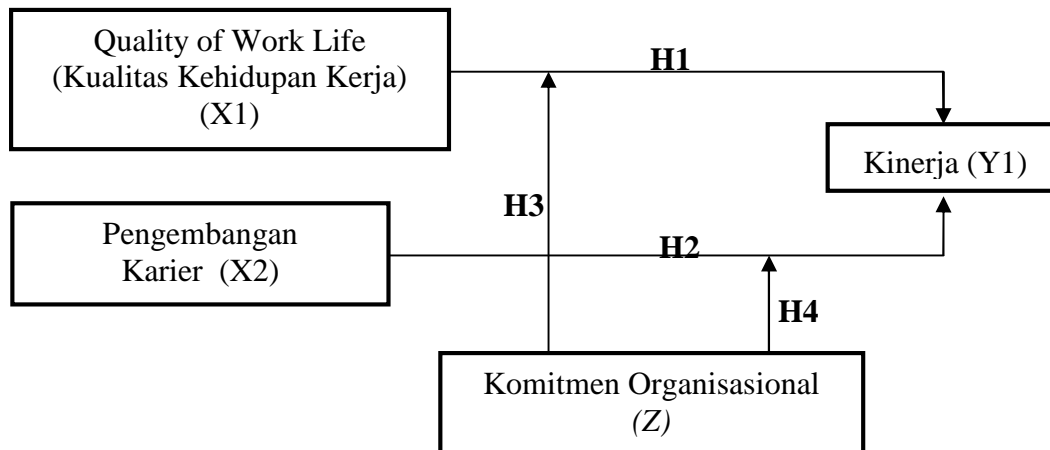 Quality of Work Life
(Kualitas Kehidupan Kerja)
(X1)
H1
Kinerja (Y1)
H3
Pengembangan
Karier (X2)
H2
H4
Komitmen Organisasional
(Z)